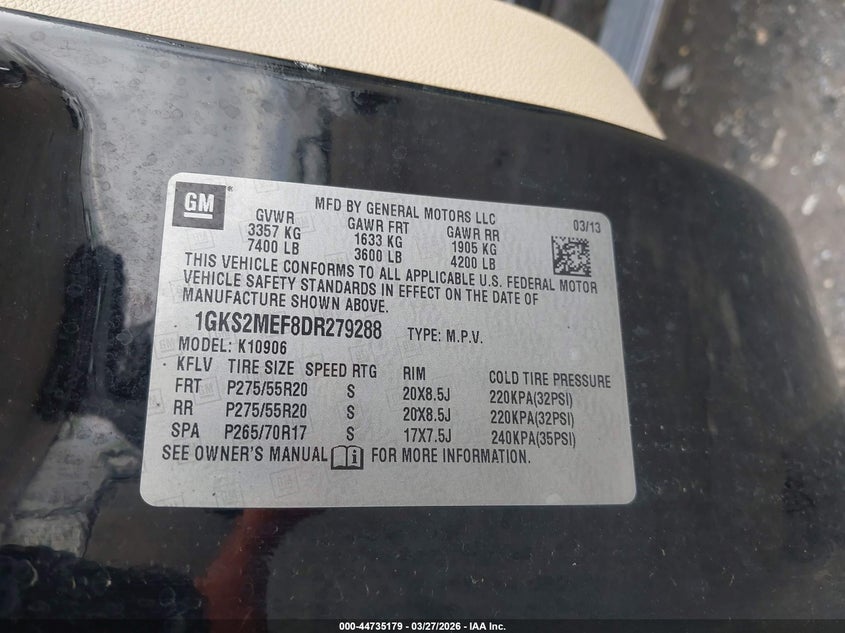 GM
MFD BY GENERAL MOTORS LLC
03/13
GVWR GAWR FRT GAWR RR
3357 KG 1633 KG 1905 KG
7400 LB 3600 LB 4200 LB
THIS VEHICLE CONFORMS TO ALL APPLICABLE U.S. FEDERAL MOTOR
VEHICLE SAFETY STANDARDS IN EFFECT ON THE DATE OF
MANUFACTURE SHOWN ABOVE.
1GKS2MEF8DR279288 TYPE: M.P.V.
MODEL: K10906
KFLV TIRE SIZE SPEED RTG RIM COLD TIRE PRESSURE
FRT P275/55R20 S 20X8.5J 220KPA(32PSI)
RR P275/55R20 S 20X8.5J 220KPA(32PSI)
SPA P265/70R17 S 17X7.5J 240KPA(35PSI)
SEE OWNER'S MANUAL i FOR MORE INFORMATION.
000-44735179 — 03/27/2026 — IAA Inc.